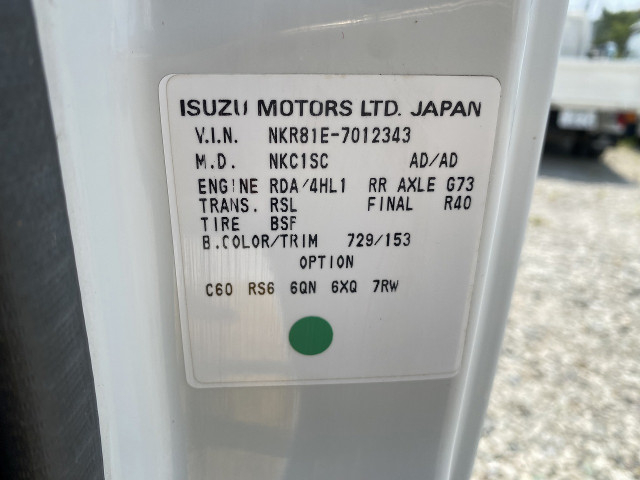 ISUZU MOTORS LTD. JAPAN
V.I.N. NKR81E-7012343
M.D. NKC1SC AD/AD
ENGINE RDA/4HL1 RR AXLE G73
TRANS. RSL FINAL R40
TIRE BSF
B.COLOR/TRIM 729/153
OPTION
C60 RS6 6QN 6XQ 7RW